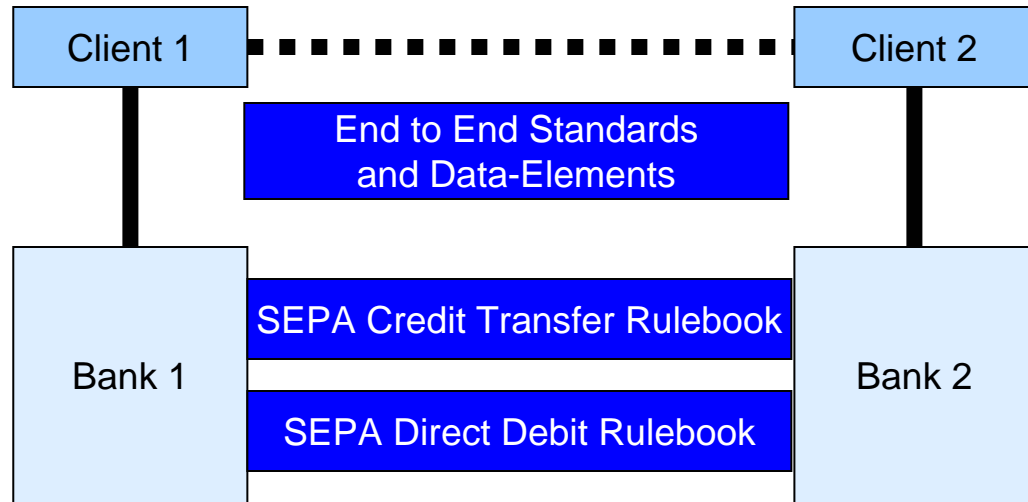 Client 1
Client 2
End to End Standards
and Data-Elements
SEPA Credit Transfer Rulebook
Bank 1
Bank 2
SEPA Direct Debit Rulebook